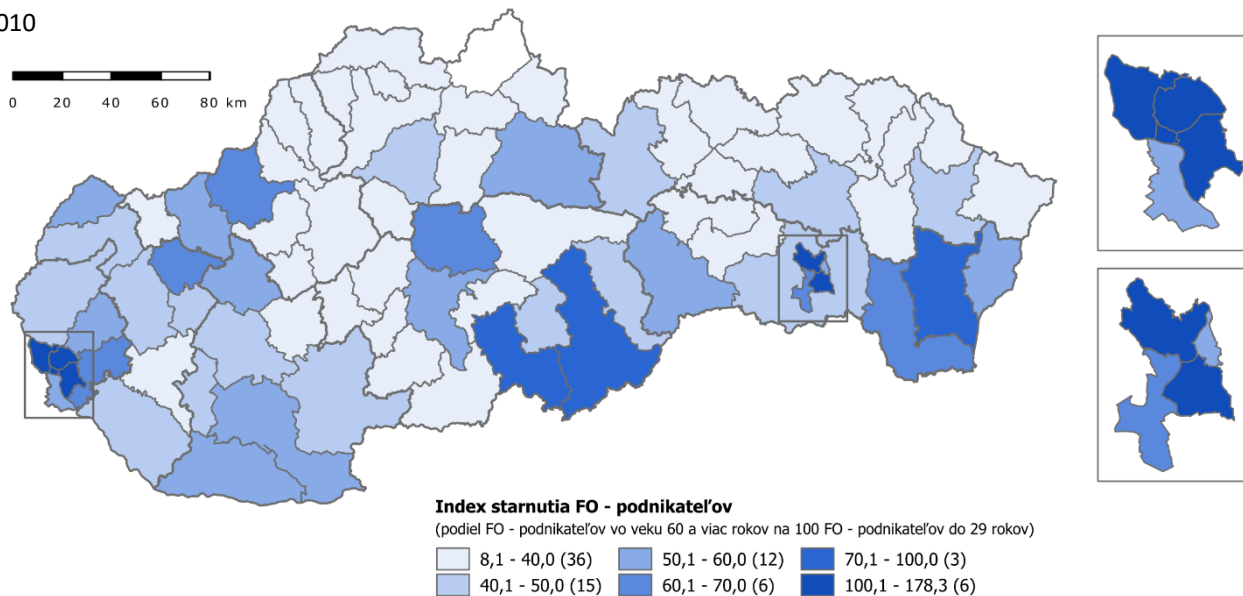 010
0 20 40 60 80 km
Index starnutia FO - podnikateľov
(podiel FO - podnikateľov vo veku 60 a viac rokov na 100 FO - podnikateľov do 29 rokov)
8,1 - 40,0 (36) 50,1 - 60,0 (12) 70,1 - 100,0 (3)
40,1 - 50,0 (15) 60,1 - 70,0 (6) 100,1 - 178,3 (6)